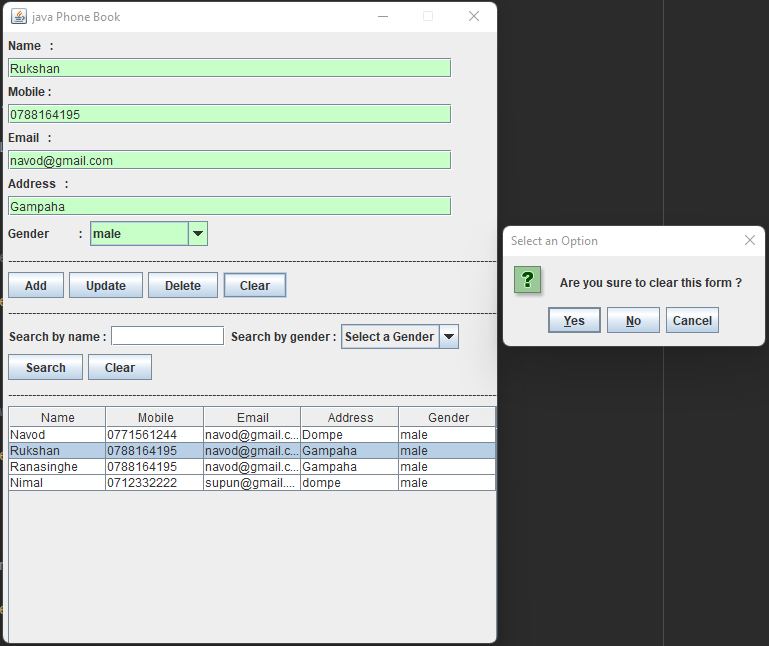 java Phone Book
Name :
Rukshan
Mobile :
0788164195
Email :
navod@gmail.com
Address :
Gampaha
Gender : male
Select an Option
Are you sure to clear this form ?
Yes No Cancel
Add Update Delete Clear
Search by name : Search by gender : Select a Gender
Search Clear
Name Mobile Email Address Gender
Navod 0771561244 navod@gmail.c... Dompe male
Rukshan 0788164195 navod@gmail.c... Gampaha male
Ranasinghe 0788164195 navod@gmail.c... Gampaha male
Nimal 0712332222 supun@gmail.... dompe male